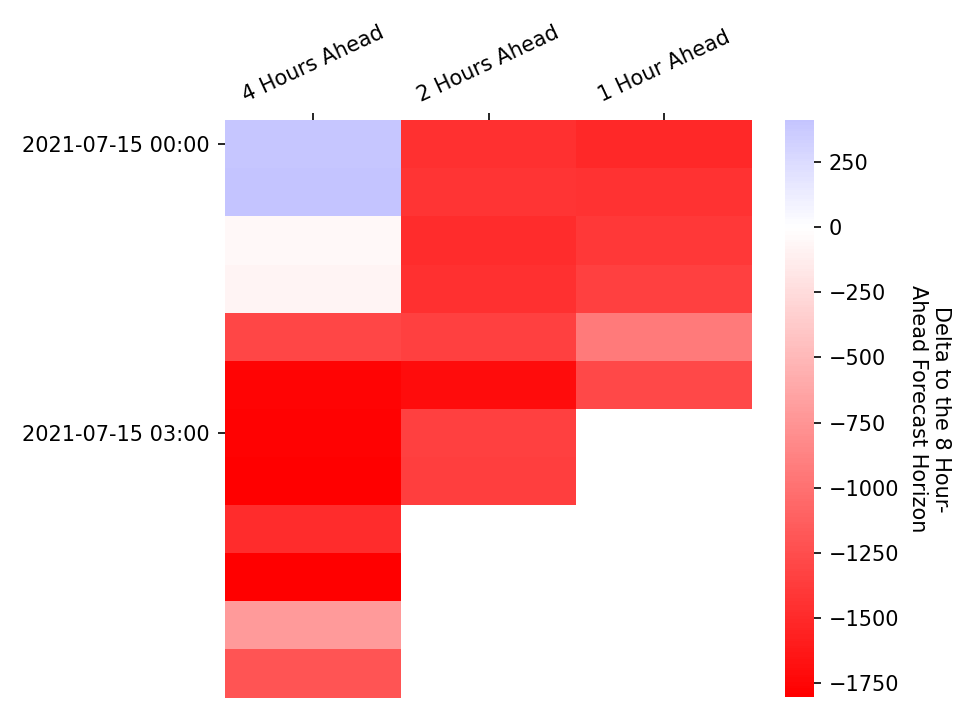 4 Hours Ahead
2 Hours Ahead
1 Hour Ahead
2021-07-15 00:00
2021-07-15 03:00
250
0
−250
−500
−750
−1000
−1250
−1500
−1750
Delta to the 8 Hour-
Ahead Forecast Horizon